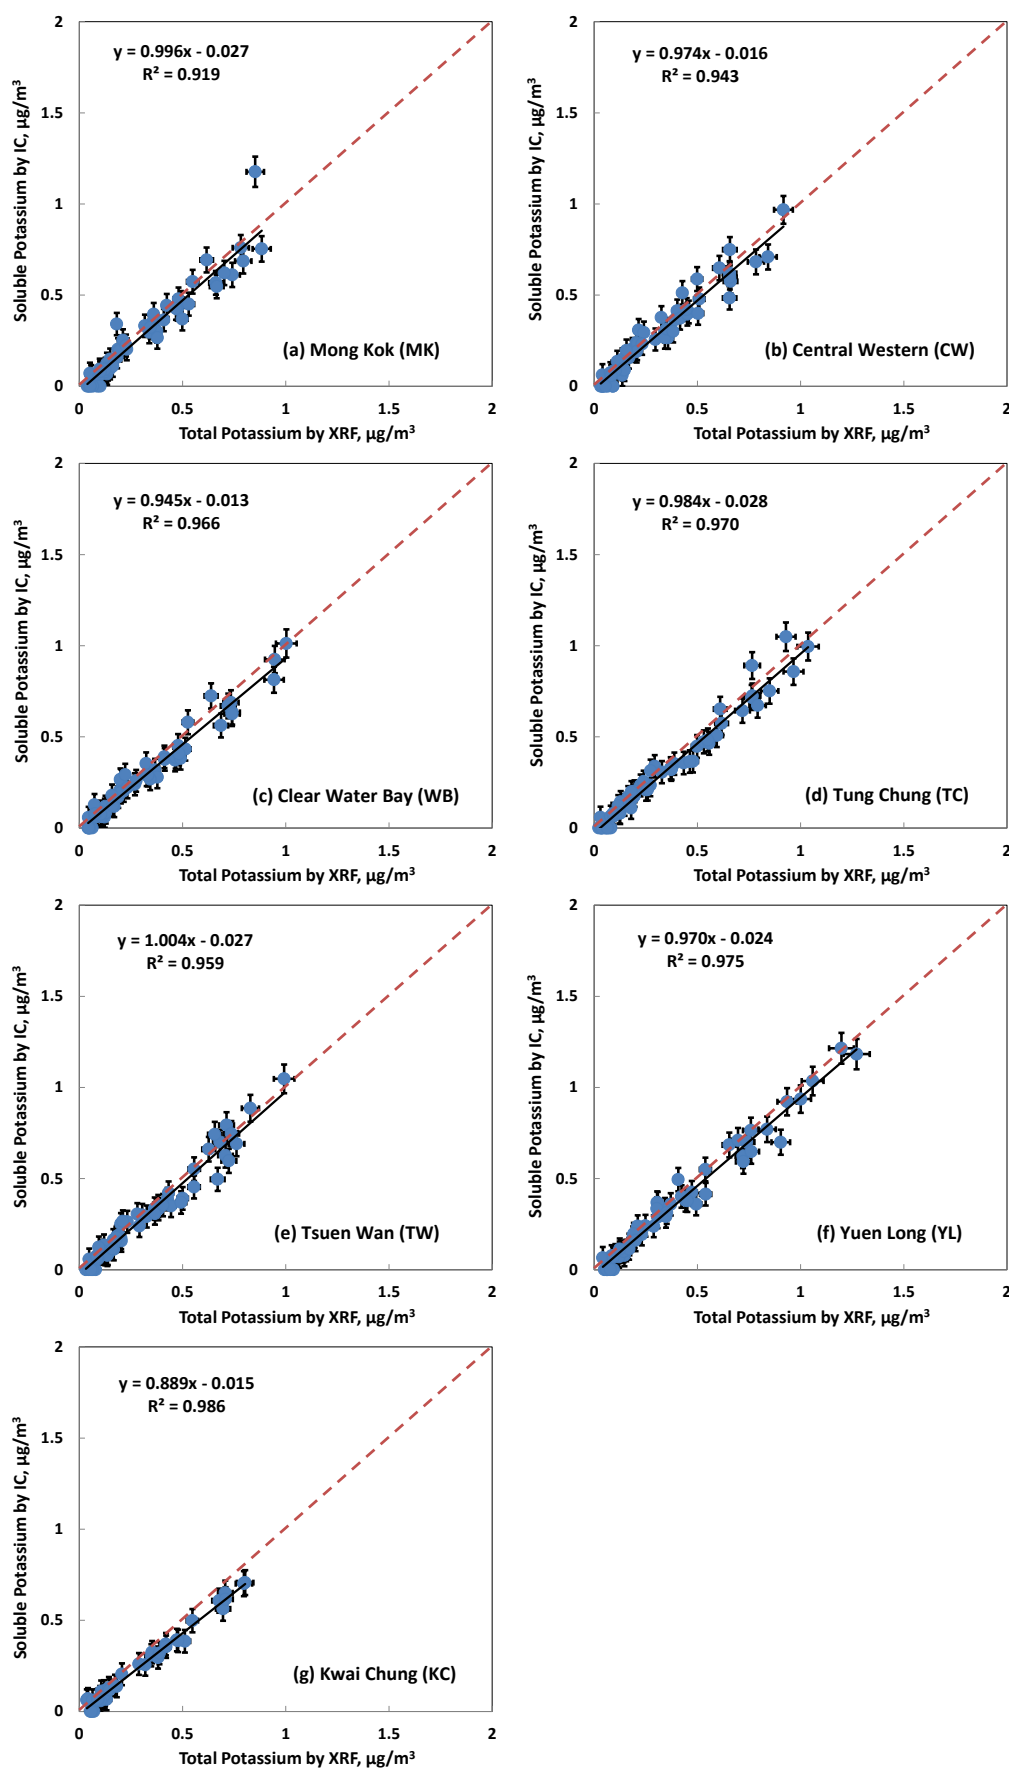 y = 0.996x - 0.027
R² = 0.919
(a) Mong Kok (MK)
Soluble Potassium by IC, µg/m³
2
1.5
1
0.5
0
0 0.5 1 1.5 2
Total Potassium by XRF, µg/m³
y = 0.974x - 0.016
R² = 0.943
(b) Central Western (CW)
Soluble Potassium by IC, µg/m³
2
1.5
1
0.5
0
0 0.5 1 1.5 2
Total Potassium by XRF, µg/m³
y = 0.945x - 0.013
R² = 0.966
(c) Clear Water Bay (WB)
Soluble Potassium by IC, µg/m³
2
1.5
1
0.5
0
0 0.5 1 1.5 2
Total Potassium by XRF, µg/m³
y = 0.984x - 0.028
R² = 0.970
(d) Tung Chung (TC)
Soluble Potassium by IC, µg/m³
2
1.5
1
0.5
0
0 0.5 1 1.5 2
Total Potassium by XRF, µg/m³
y = 1.004x - 0.027
R² = 0.959
(e) Tsuen Wan (TW)
Soluble Potassium by IC, µg/m³
2
1.5
1
0.5
0
0 0.5 1 1.5 2
Total Potassium by XRF, µg/m³
y = 0.970x - 0.024
R² = 0.975
(f) Yuen Long (YL)
Soluble Potassium by IC, µg/m³
2
1.5
1
0.5
0
0 0.5 1 1.5 2
Total Potassium by XRF, µg/m³
y = 0.889x - 0.015
R² = 0.986
(g) Kwai Chung (KC)
Soluble Potassium by IC, µg/m³
2
1.5
1
0.5
0
0 0.5 1 1.5 2
Total Potassium by XRF, µg/m³